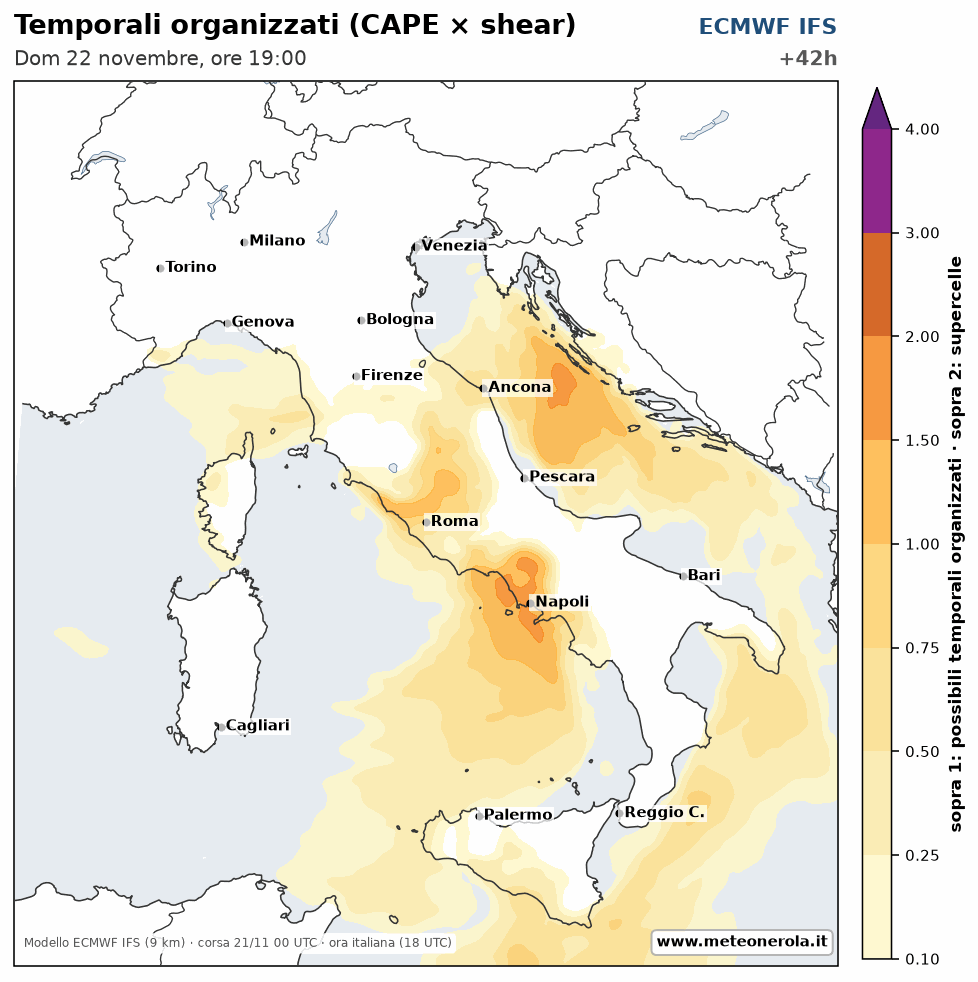 Temporali organizzati (CAPE × shear)
ECMWF IFS
Dom 22 novembre, ore 19:00
+42h
Milano
Venezia
Torino
Genova
Bologna
Firenze
Ancona
Pescara
Roma
Bari
Napoli
Cagliari
Palermo
Reggio C.
Modello ECMWF IFS (9 km) · corsa 21/11 00 UTC · ora italiana (18 UTC)
www.meteonerola.it
4.00
3.00
2.00
1.50
1.00
0.75
0.50
0.25
0.10
sopra 1: possibili temporali organizzati · sopra 2: supercelle